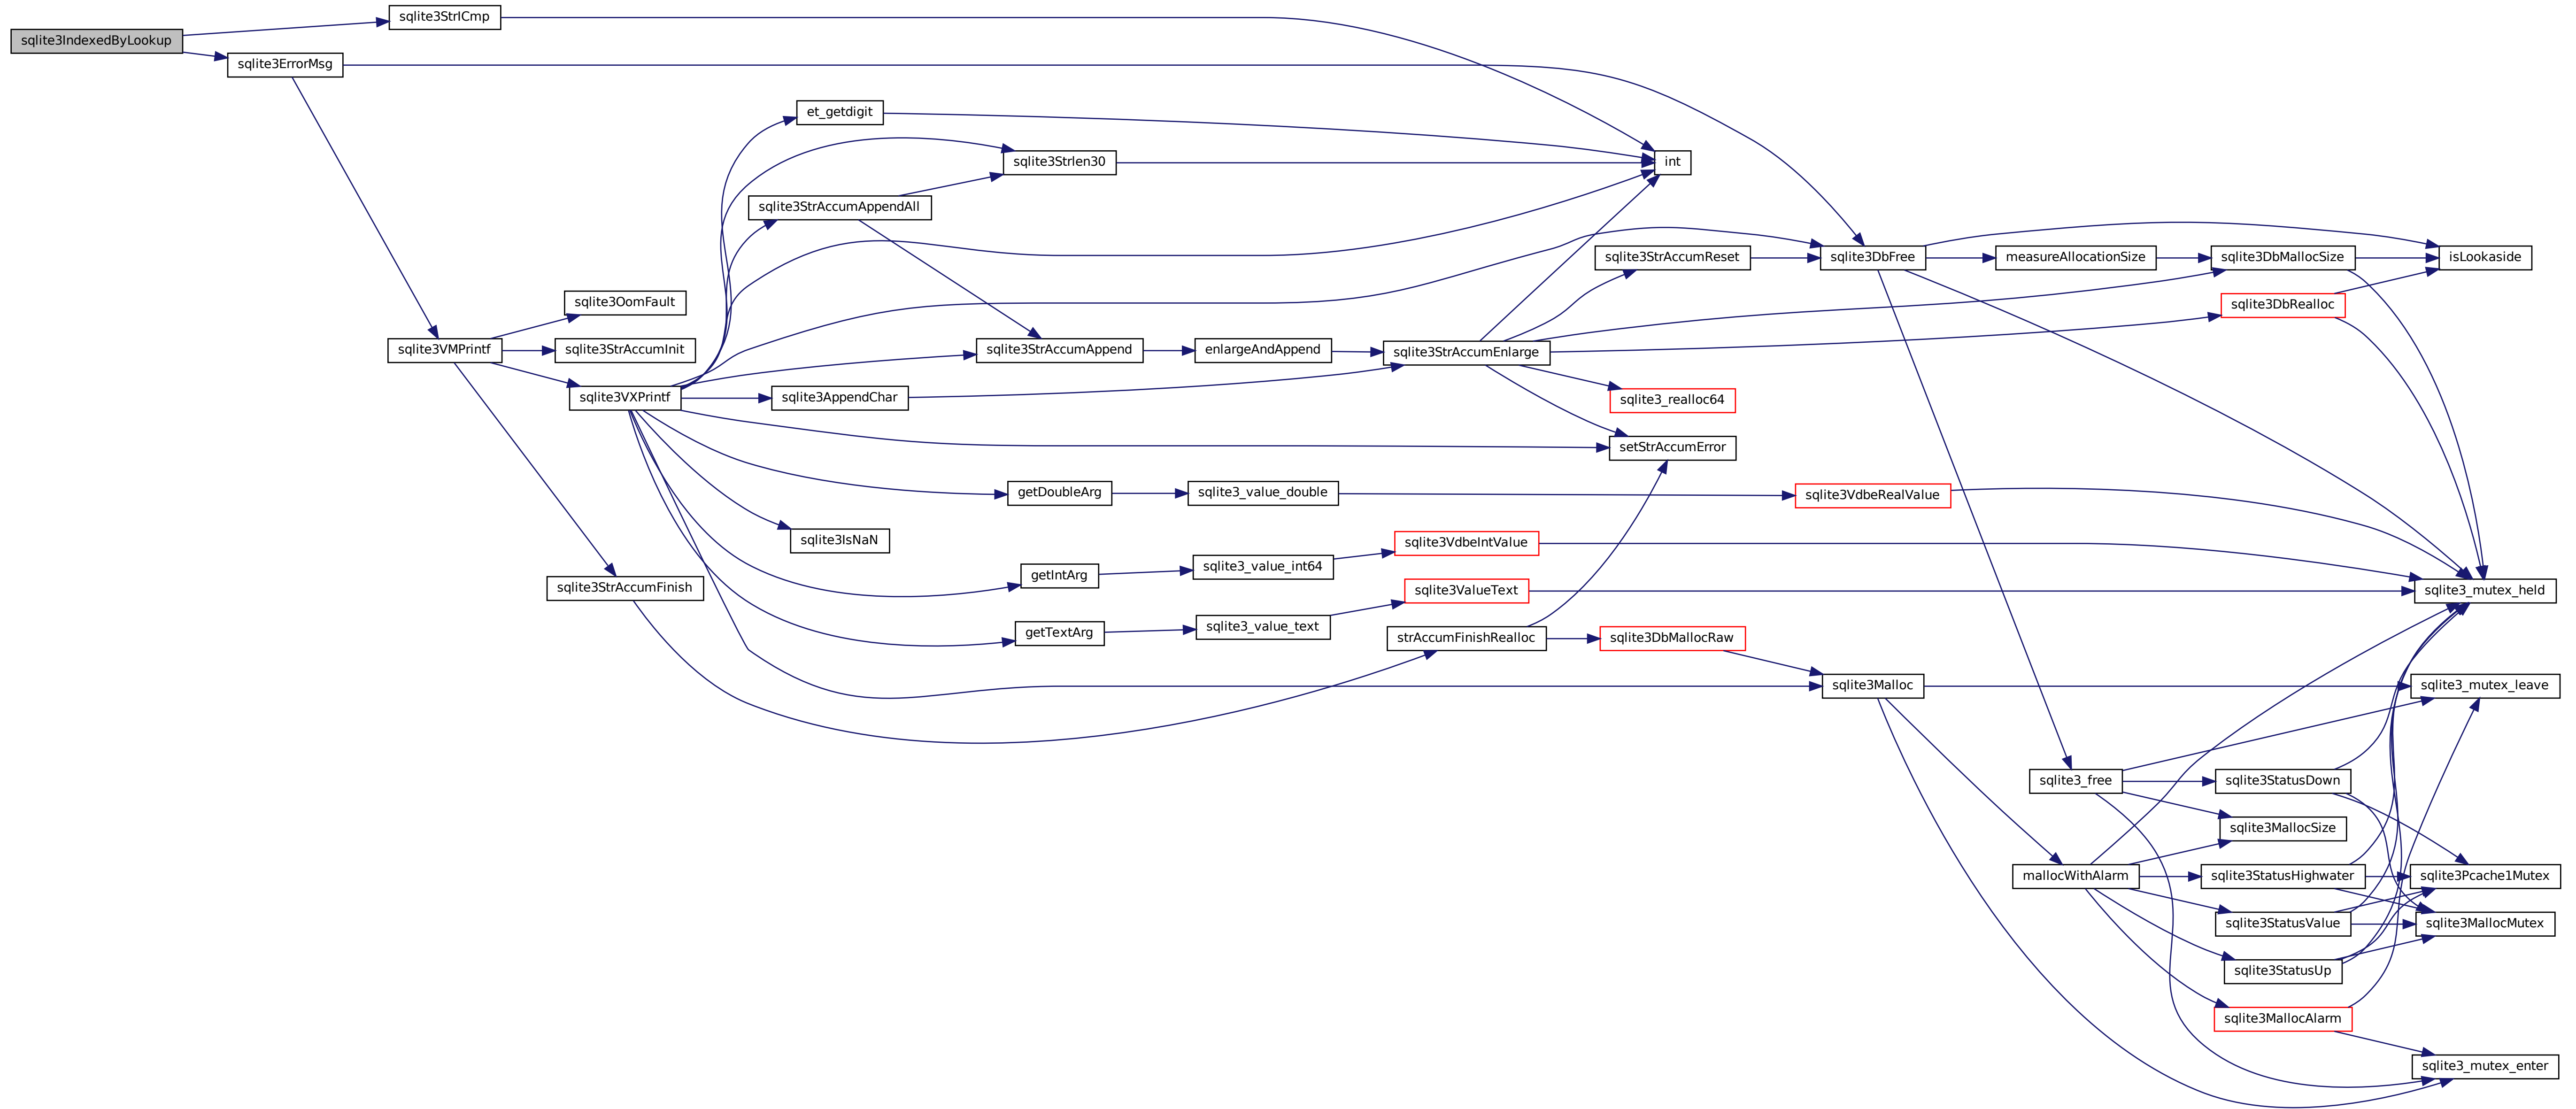 sqlite3IndexedByLookup
sqlite3StrICmp
sqlite3ErrorMsg
sqlite3VMPrintf
sqlite3OomFault
sqlite3StrAccumInit
sqlite3VXPrintf
sqlite3StrAccumFinish
et_getdigit
sqlite3Strlen30
sqlite3StrAccumAppendAll
sqlite3StrAccumAppend
sqlite3AppendChar
getDoubleArg
sqlite3IsNaN
getIntArg
getTextArg
enlargeAndAppend
sqlite3_value_double
sqlite3_value_int64
sqlite3_value_text
sqlite3StrAccumEnlarge
sqlite3VdbeIntValue
sqlite3ValueText
strAccumFinishRealloc
int
sqlite3StrAccumReset
sqlite3_realloc64
setStrAccumError
sqlite3DbMallocRaw
sqlite3DbFree
sqlite3VdbeRealValue
sqlite3Malloc
measureAllocationSize
sqlite3_free
mallocWithAlarm
sqlite3DbMallocSize
sqlite3DbRealloc
sqlite3StatusDown
sqlite3MallocSize
sqlite3StatusHighwater
sqlite3StatusValue
sqlite3StatusUp
sqlite3MallocAlarm
isLookaside
sqlite3_mutex_held
sqlite3_mutex_leave
sqlite3Pcache1Mutex
sqlite3MallocMutex
sqlite3_mutex_enter